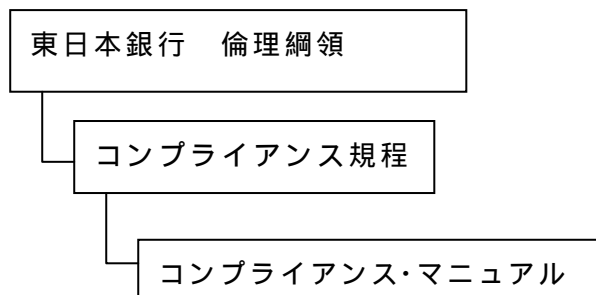 東日本銀行　倫理綱領
コンプライアンス規程
コンプライアンス・マニュアル